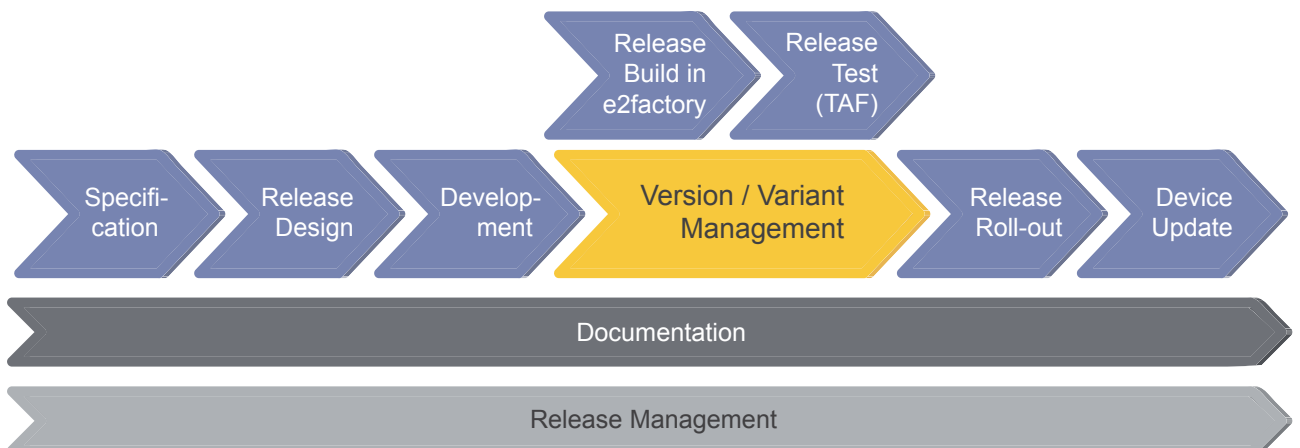 Release
Build in
e2factory
Release
Test
(TAF)
Specifi-
cation
Release
Design
Develop-
ment
Version / Variant
Management
Release
Roll-out
Device
Update
Documentation
Release Management